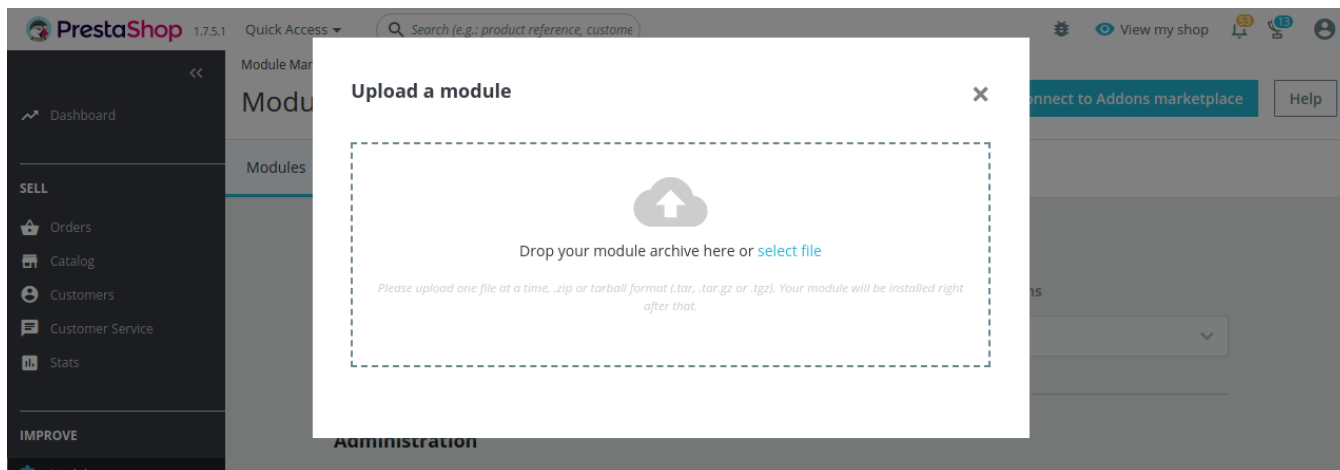 PrestaShop 1.7.5.1 Quick Access Search (e.g.: product reference, custome View my shop 53 13
Module Mar
Modu
Upload a module
onnect to Addons marketplace Help
Dashboard
Modules
SELL
Orders
Catalog
Customers
Customer Service
Stats
Drop your module archive here or select file
Please upload one file at a time, .zip or tarball format (.tar, .tar.gz or .tgz). Your module will be installed right
after that.
ns
IMPROVE
Administration